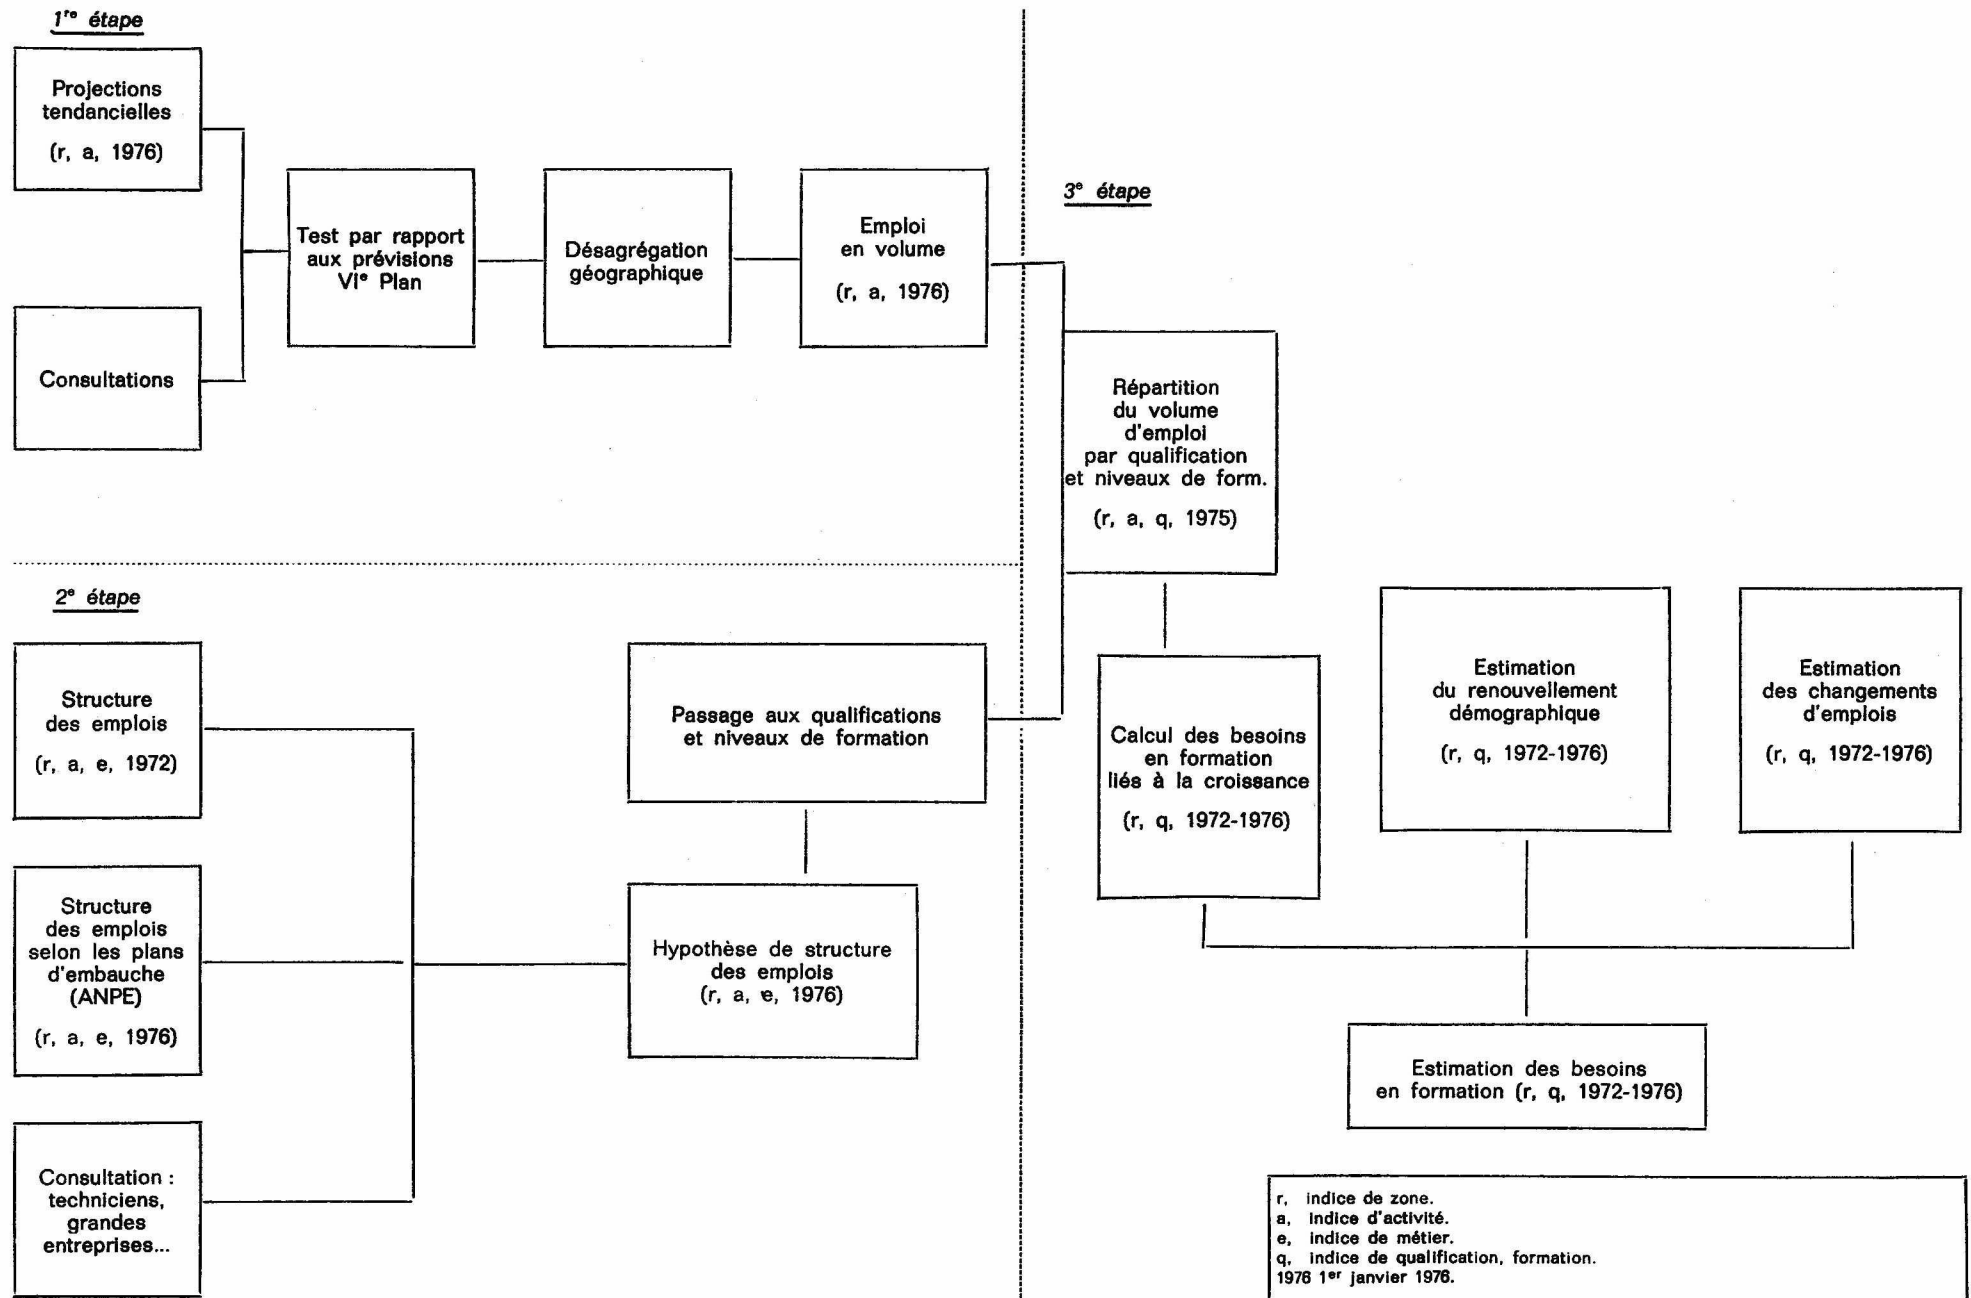 1re étape
Projections
tendancielles
(r, a, 1976)
Consultations
Test par rapport
aux prévisions
VIe Plan
Désagrégation
géographique
Emploi
en volume
(r, a, 1976)
2e étape
Structure
des emplois
(r, a, e, 1972)
Structure
des emplois
selon les plans
d'embauche
(ANPE)
(r, a, e, 1976)
Consultation :
techniciens,
grandes
entreprises...
Passage aux qualifications
et niveaux de formation
Hypothèse de structure
des emplois
(r, a, e, 1976)
3e étape
Répartition
du volume
d'emploi
par qualification
et niveaux de form.
(r, a, q, 1975)
Calcul des besoins
en formation
liés à la croissance
(r, q, 1972-1976)
Estimation
du renouvellement
démographique
(r, q, 1972-1976)
Estimation
des changements
d'emplois
(r, q, 1972-1976)
Estimation des besoins
en formation (r, q, 1972-1976)
r, indice de zone.
a, indice d'activité.
e, indice de métier.
q, indice de qualification, formation.
1976 1er janvier 1976.